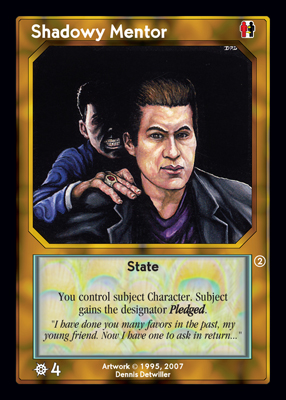 Shadowy Mentor
DRL
State
2
You control subject Character. Subject
gains the designator Pledged.
"I have done you many favors in the past, my
young friend. Now I have one to ask in return..."
4
Artwork © 1995, 2007
Dennis Detwiller